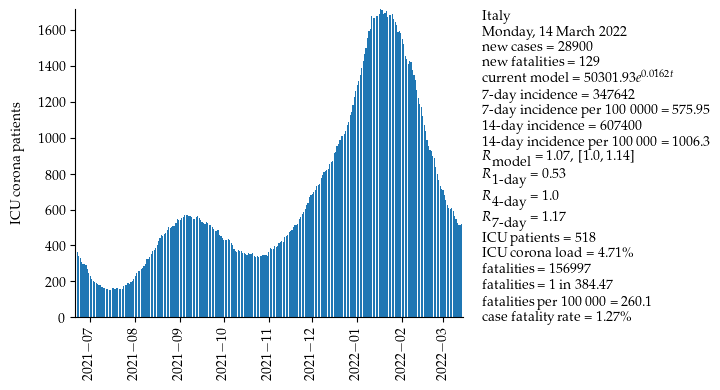 1600
1400
1200
1000
800
600
400
200
0
ICU corona patients
2021−07
2021−08
2021−09
2021−10
2021−11
2021−12
2022−01
2022−02
2022−03
Italy
Monday, 14 March 2022
new cases = 28900
new fatalities = 129
current model = 50301.93e^0.0162t
7-day incidence = 347642
7-day incidence per 100 0000 = 575.95
14-day incidence = 607400
14-day incidence per 100 000 = 1006.3
R_model = 1.07, [1.0, 1.14]
R_1-day = 0.53
R_4-day = 1.0
R_7-day = 1.17
ICU patients = 518
ICU corona load = 4.71%
fatalities = 156997
fatalities = 1 in 384.47
fatalities per 100 000 = 260.1
case fatality rate = 1.27%